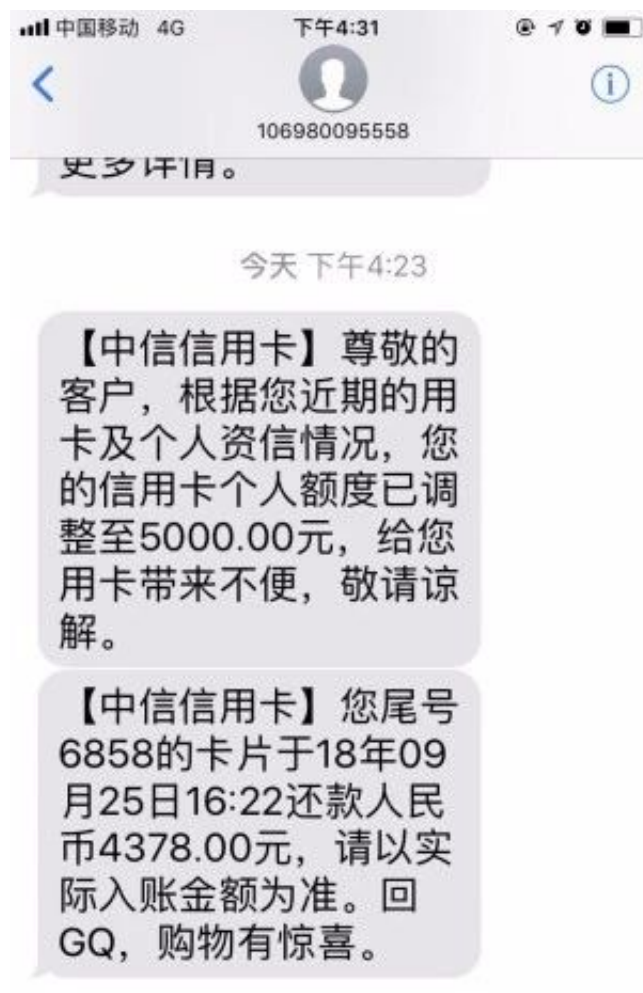 中国移动 4G 下午4:31
106980095558
更多详情。
今天 下午4:23
【中信信用卡】尊敬的
客户，根据您近期的用
卡及个人资信情况，您
的信用卡个人额度已调
整至5000.00元，给您
用卡带来不便，敬请谅
解。
【中信信用卡】您尾号
6858的卡片于18年09
月25日16:22还款人民
币4378.00元，请以实
际入账金额为准。回
GQ，购物有惊喜。